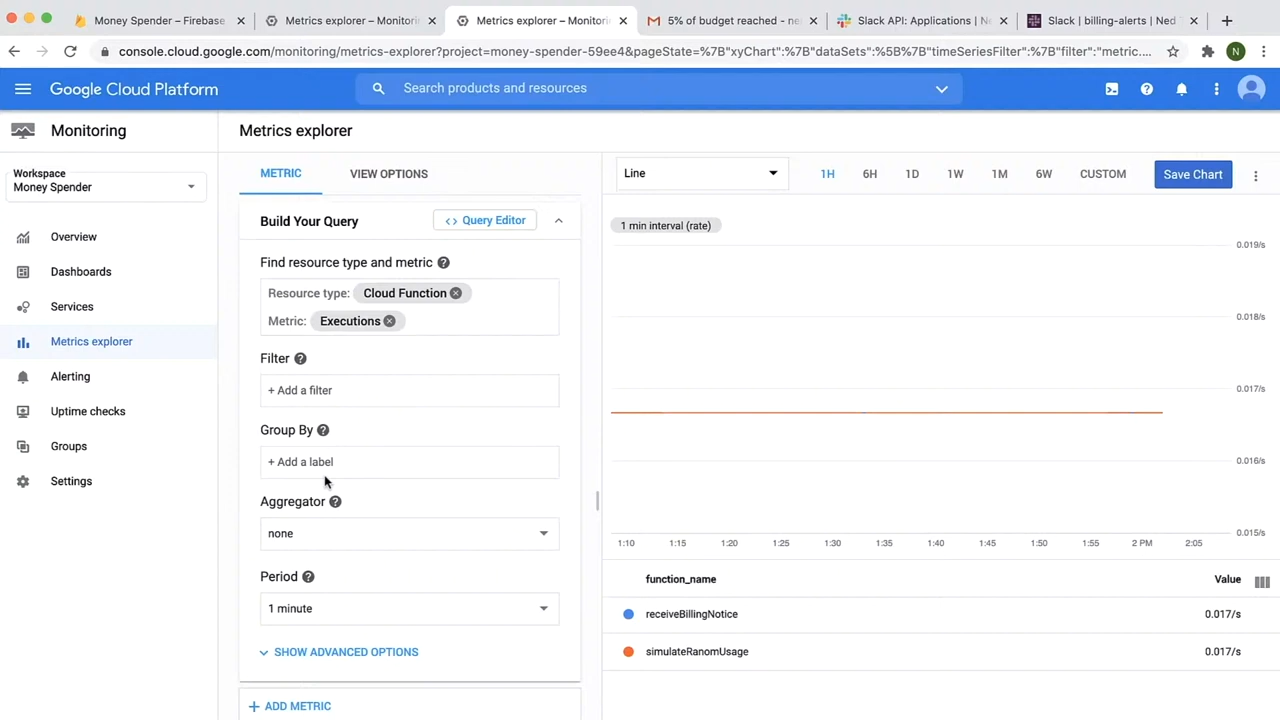 Money Spender – Firebase
Metrics explorer – Monitorin
Metrics explorer – Monitorin
5% of budget reached - ne
Slack API: Applications | Ne
Slack | billing-alerts | Ned T
console.cloud.google.com/monitoring/metrics-explorer?project=money-spender-59ee4&pageState=%7B"xyChart":%7B"dataSets":%5B%7B"timeSeriesFilter":%7B"filter":"metric....
N
Google Cloud Platform
Search products and resources
Monitoring
Metrics explorer
Workspace
Money Spender
Overview
Dashboards
Services
Metrics explorer
Alerting
Uptime checks
Groups
Settings
METRIC
VIEW OPTIONS
Build Your Query
<> Query Editor
Find resource type and metric
Resource type: Cloud Function
Metric: Executions
Filter
+ Add a filter
Group By
+ Add a label
Aggregator
none
Period
1 minute
SHOW ADVANCED OPTIONS
+ ADD METRIC
Line
1H 6H 1D 1W 1M 6W CUSTOM
Save Chart
1 min interval (rate)
0.019/s
0.018/s
0.017/s
0.016/s
0.015/s
1:10 1:15 1:20 1:25 1:30 1:35 1:40 1:45 1:50 1:55 2 PM 2:05
function_name Value
receiveBillingNotice 0.017/s
simulateRanomUsage 0.017/s